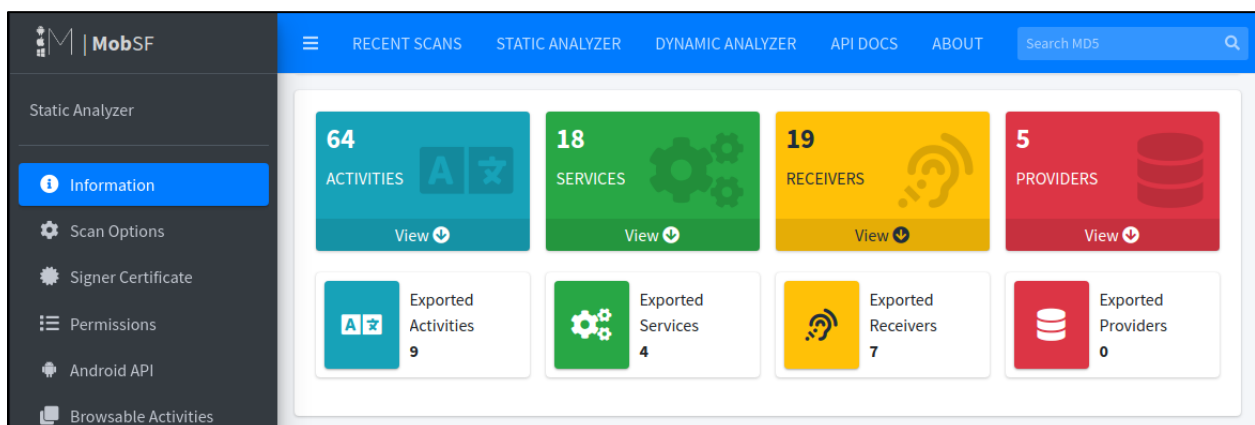 M | MobSF
RECENT SCANS STATIC ANALYZER DYNAMIC ANALYZER API DOCS ABOUT Search MD5
Static Analyzer
Information
Scan Options
Signer Certificate
Permissions
Android API
Browsable Activities
64
ACTIVITIES
View
18
SERVICES
View
19
RECEIVERS
View
5
PROVIDERS
View
Exported
Activities
9
Exported
Services
4
Exported
Receivers
7
Exported
Providers
0